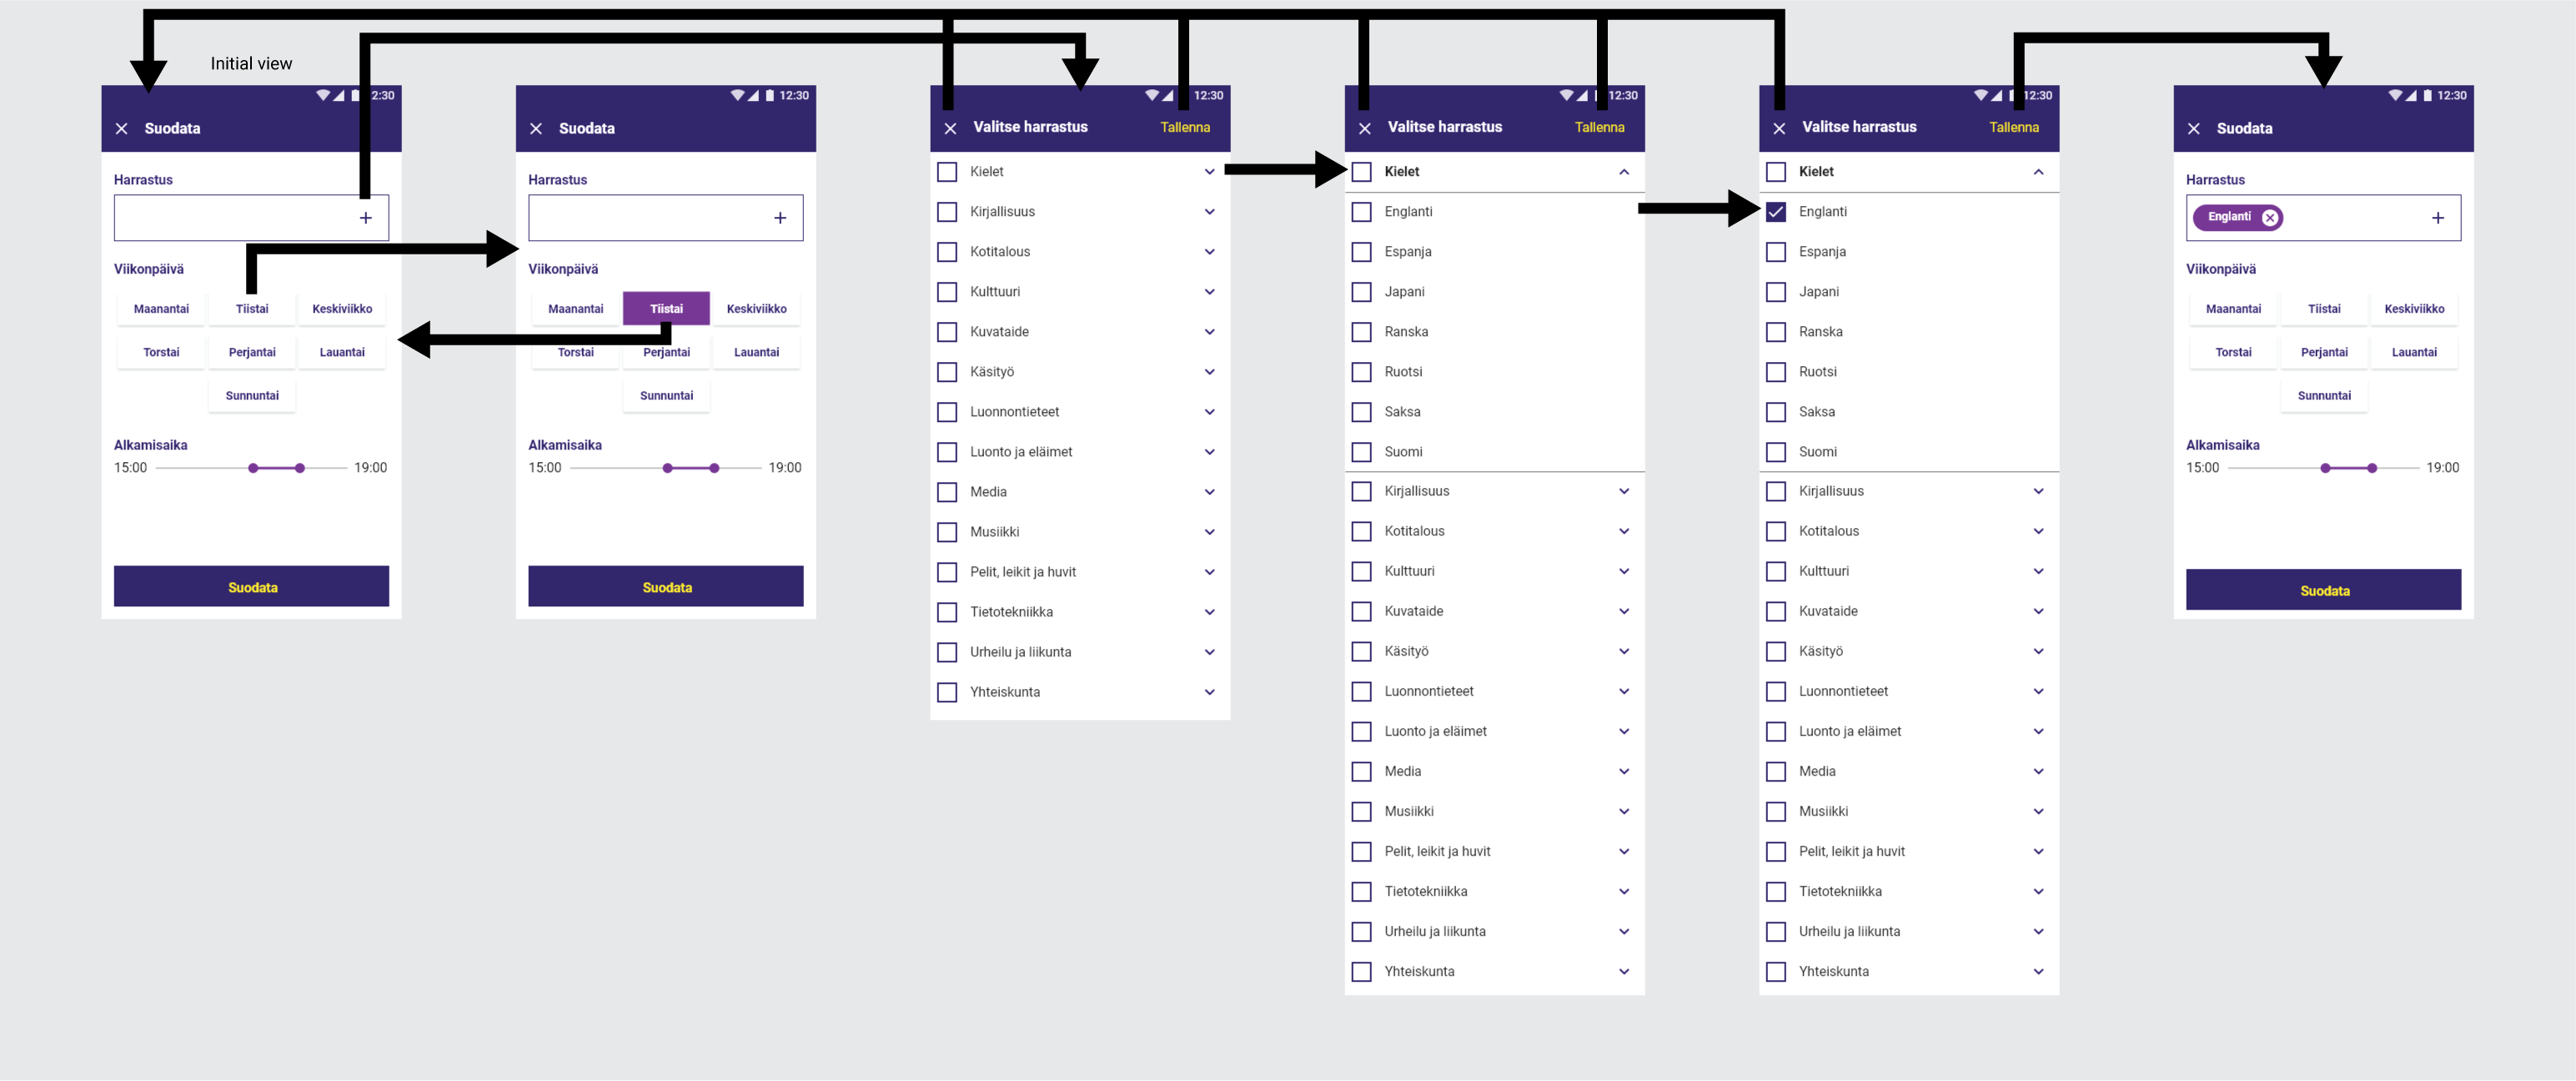 Initial view
2:30
Suodata
Harrastus
Viikonpäivä
Maanantai Tiistai Keskiviikko
Torstai Perjantai Lauantai
Sunnuntai
Alkamisaika
15:00 19:00
Suodata
12:30
Suodata
Harrastus
Viikonpäivä
Maanantai Tiistai Keskiviikko
Torstai Perjantai Lauantai
Sunnuntai
Alkamisaika
15:00 19:00
Suodata
12:30
Valitse harrastus Tallenna
Kielet
Kirjallisuus
Kotitalous
Kulttuuri
Kuvataide
Käsityö
Luonnontieteet
Luonto ja eläimet
Media
Musiikki
Pelit, leikit ja huvit
Tietotekniikka
Urheilu ja liikunta
Yhteiskunta
12:30
Valitse harrastus Tallenna
Kielet
Englanti
Espanja
Japani
Ranska
Ruotsi
Saksa
Suomi
Kirjallisuus
Kotitalous
Kulttuuri
Kuvataide
Käsityö
Luonnontieteet
Luonto ja eläimet
Media
Musiikki
Pelit, leikit ja huvit
Tietotekniikka
Urheilu ja liikunta
Yhteiskunta
12:30
Valitse harrastus Tallenna
Kielet
Englanti
Espanja
Japani
Ranska
Ruotsi
Saksa
Suomi
Kirjallisuus
Kotitalous
Kulttuuri
Kuvataide
Käsityö
Luonnontieteet
Luonto ja eläimet
Media
Musiikki
Pelit, leikit ja huvit
Tietotekniikka
Urheilu ja liikunta
Yhteiskunta
12:30
Suodata
Harrastus
Englanti
Viikonpäivä
Maanantai Tiistai Keskiviikko
Torstai Perjantai Lauantai
Sunnuntai
Alkamisaika
15:00 19:00
Suodata